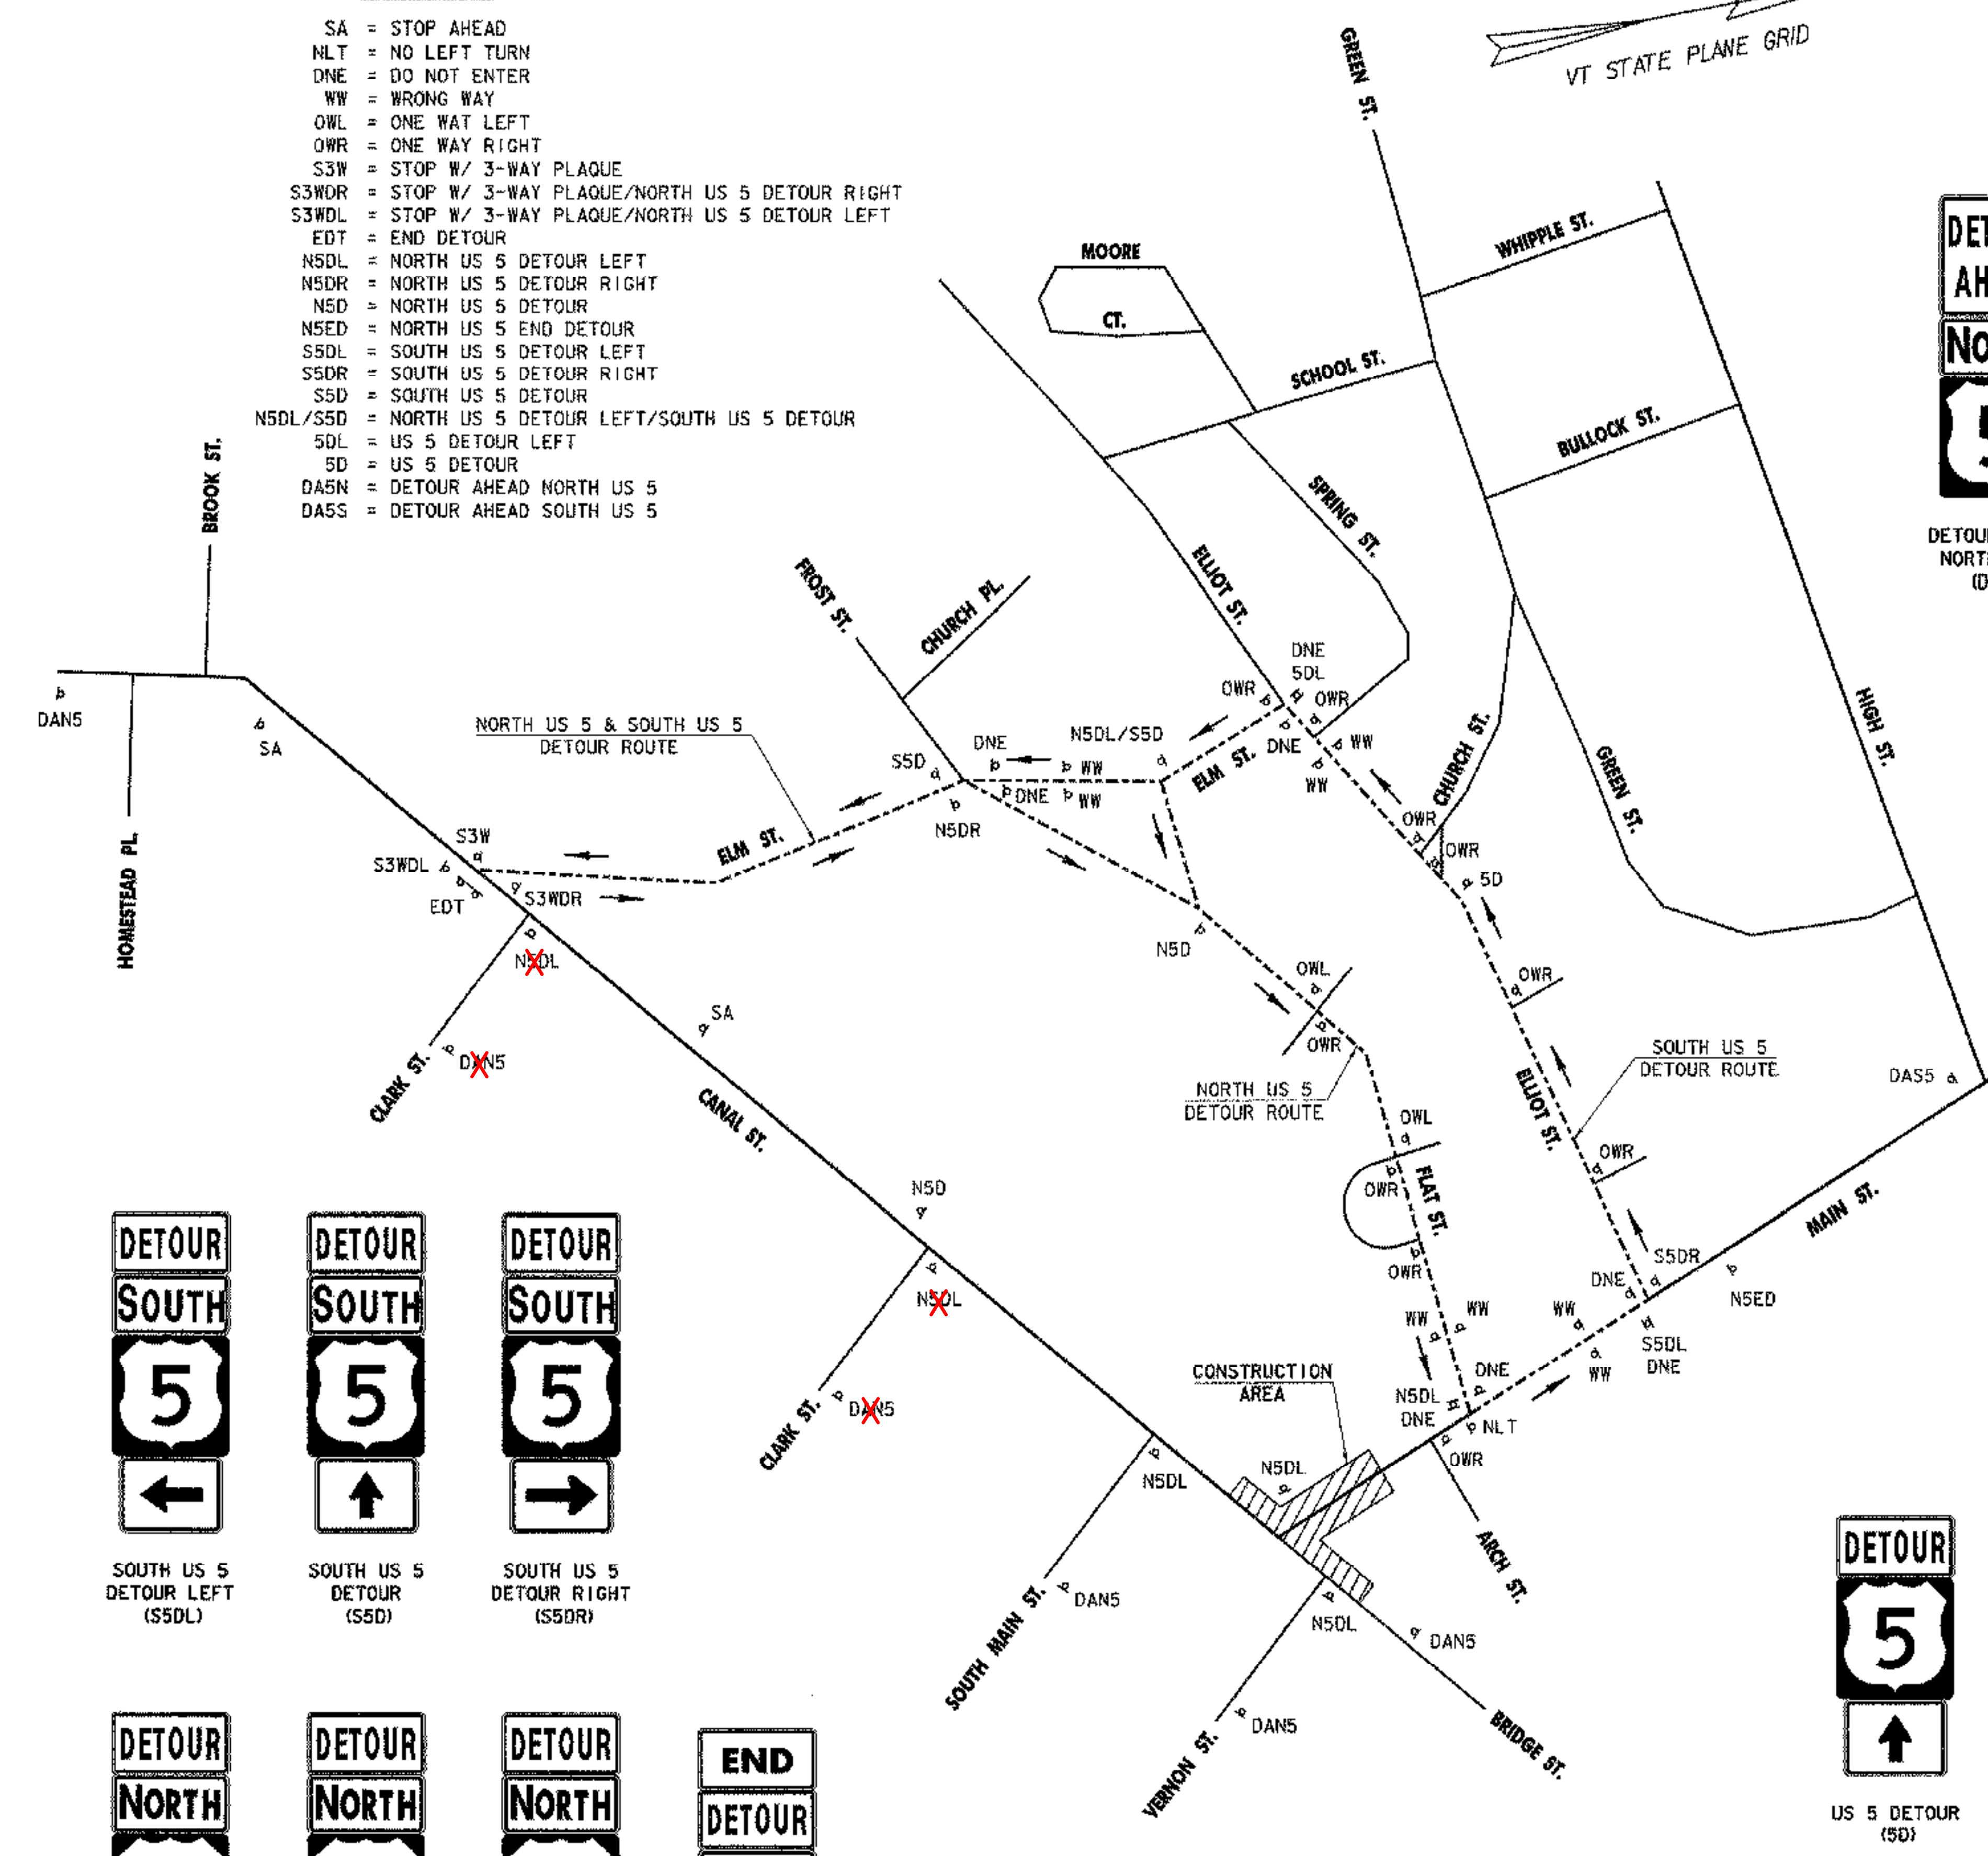 SA = STOP AHEAD
NLT = NO LEFT TURN
DNE = DO NOT ENTER
WW = WRONG WAY
OWL = ONE WAT LEFT
OWR = ONE WAY RIGHT
S3W = STOP W/ 3-WAY PLAQUE
S3WDR = STOP W/ 3-WAY PLAQUE/NORTH US 5 DETOUR RIGHT
S3WDL = STOP W/ 3-WAY PLAQUE/NORTH US 5 DETOUR LEFT
EDT = END DETOUR
N5DL = NORTH US 5 DETOUR LEFT
N5DR = NORTH US 5 DETOUR RIGHT
N5D = NORTH US 5 DETOUR
N5ED = NORTH US 5 END DETOUR
S5DL = SOUTH US 5 DETOUR LEFT
S5DR = SOUTH US 5 DETOUR RIGHT
S5D = SOUTH US 5 DETOUR
N5DL/S5D = NORTH US 5 DETOUR LEFT/SOUTH US 5 DETOUR
5DL = US 5 DETOUR LEFT
5D = US 5 DETOUR
DA5N = DETOUR AHEAD NORTH US 5
DA5S = DETOUR AHEAD SOUTH US 5
VT STATE PLANE GRID
GREEN ST.
WHIPPLE ST.
MOORE
CT.
SCHOOL ST.
BULLOCK ST.
BROOK ST.
SPRING ST.
ELLIOT ST.
FROST ST.
CHURCH PL.
DNE
5DL
OWR
OWR
HIGH ST.
DAN5
SA
NORTH US 5 & SOUTH US 5
DETOUR ROUTE
N5DL/S5D
DNE
DNE
WW
CHURCH ST.
GREEN ST.
S5D
WW
ELM ST.
WW
DNE
WW
N5DR
OWR
OWR
S3W
ELM ST.
S3WDL
5D
S3WDR
EDT
HOMESTEAD PL.
N5DL
N5D
OWL
OWR
SA
OWR
SOUTH US 5
DETOUR ROUTE
DAN5
CLARK ST.
DAS5
NORTH US 5
DETOUR ROUTE
CANAL ST.
ELLIOT ST.
OWL
OWR
OWR
FLAT ST.
N5D
MAIN ST.
S5DR
OWR
DNE
N5ED
N5DL
WW
WW
WW
S5DL
DNE
WW
CONSTRUCTION
AREA
DNE
N5DL
DNE
NLT
DAN5
CLARK ST.
OWR
N5DL
N5DL
ARCH ST.
SOUTH MAIN ST.
DAN5
N5DL
DAN5
DAN5
VERNON ST.
BRIDGE ST.
DETOUR
SOUTH
5
SOUTH US 5
DETOUR LEFT
(S5DL)
DETOUR
SOUTH
5
SOUTH US 5
DETOUR
(S5D)
DETOUR
SOUTH
5
SOUTH US 5
DETOUR RIGHT
(S5DR)
DETOUR
NORTH
DETOUR
NORTH
DETOUR
NORTH
END
DETOUR
DETOUR
5
US 5 DETOUR
(5D)